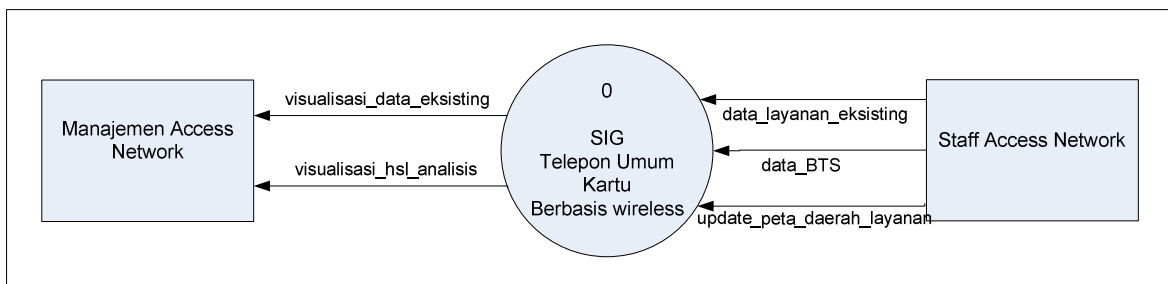 Manajemen Access
Network
visualisasi_data_eksisting
visualisasi_hsl_analisis
0
SIG
Telepon Umum
Kartu
Berbasis wireless
data_layanan_eksisting
data_BTS
update_peta_daerah_layanan
Staff Access Network